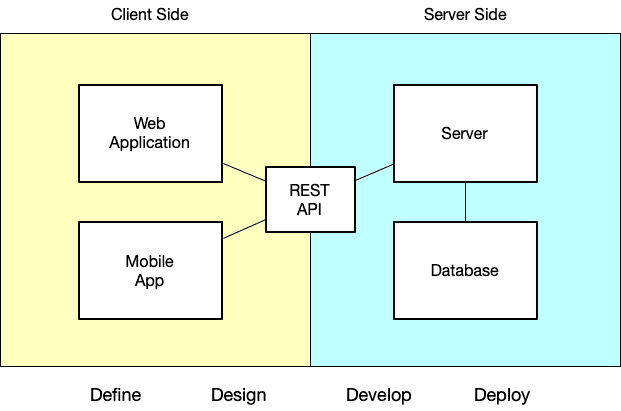 Client Side
Server Side
Web
Application
Server
REST
API
Mobile
App
Database
Define
Design
Develop
Deploy